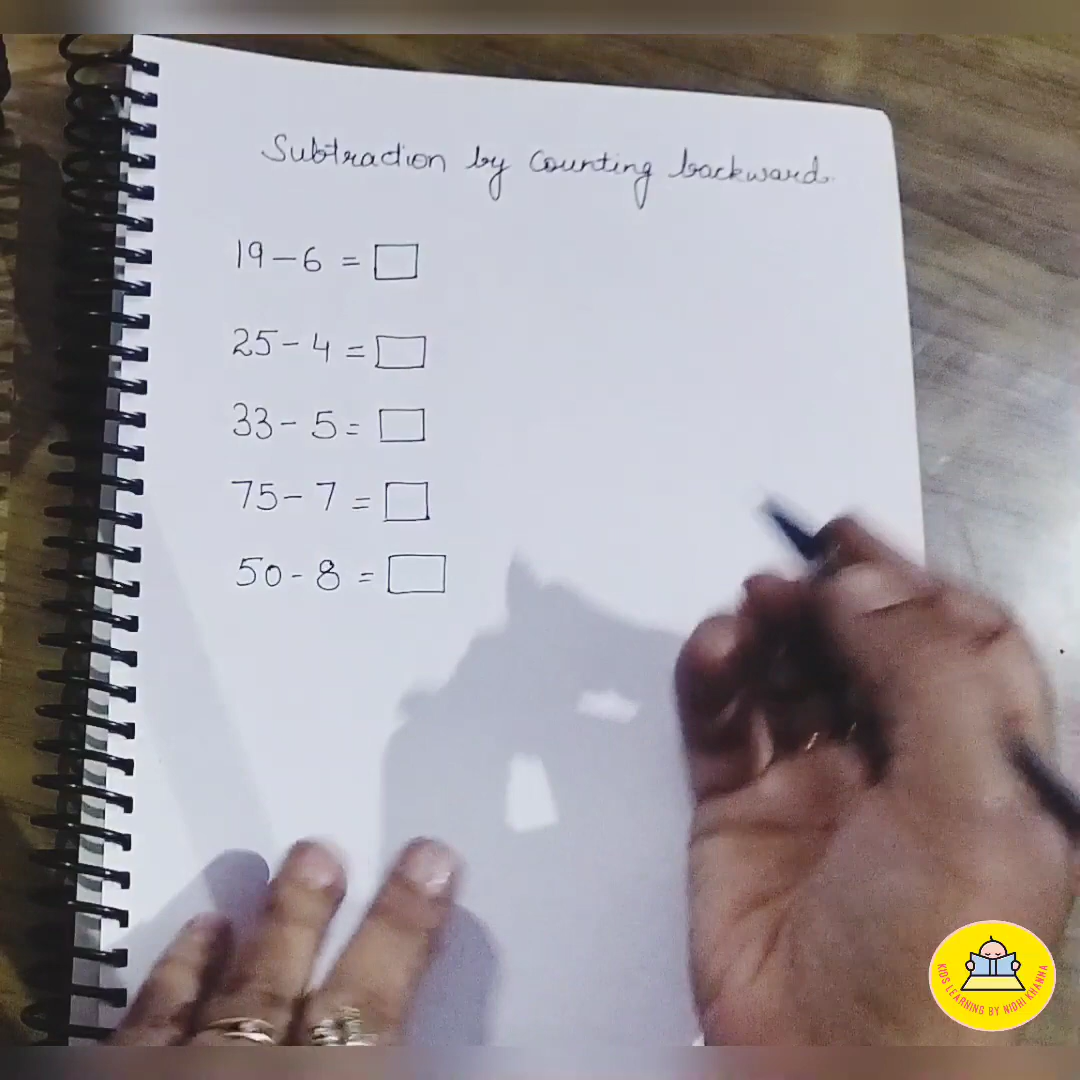 Subtraction by Counting backward.
19 - 6 = □
25 - 4 = □
33 - 5 = □
75 - 7 = □
50 - 8 = □
KIDS LEARNING BY NIDHI KHANNA